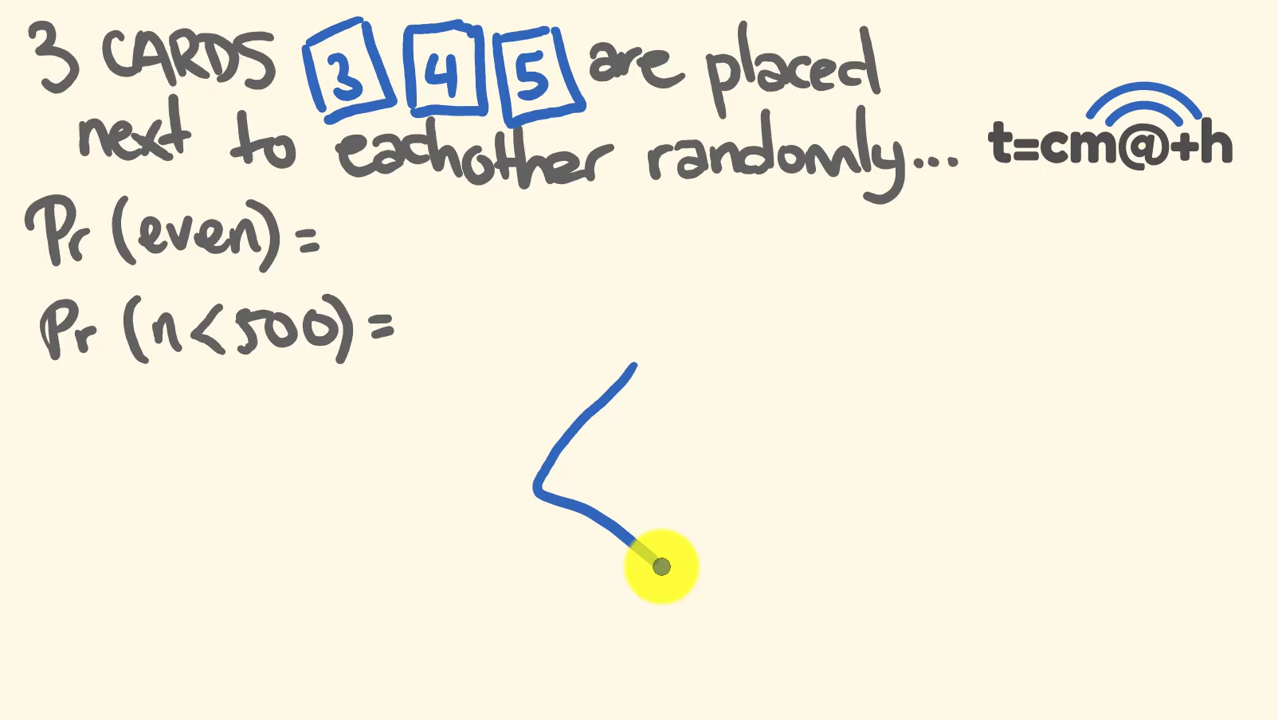 3 CARDS 3 4 5 are placed
next to eachother randomly...
t=cm@+h
Pr (even) =
Pr (n<500) =